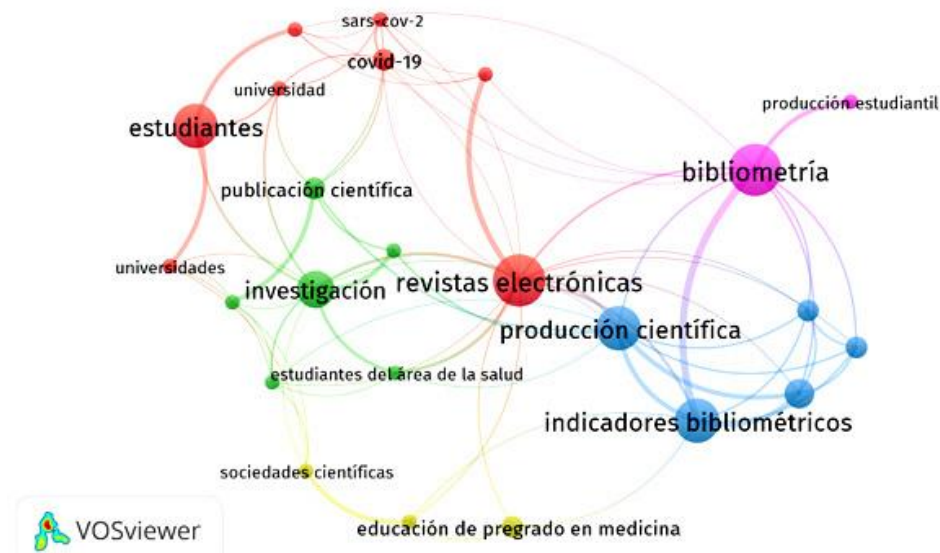 sars-cov-2
covid-19
universidad
producción estudiantil
estudiantes
bibliometría
publicación científica
universidades
investigación
revistas electrónicas
producción científica
estudiantes del área de la salud
indicadores bibliométricos
sociedades científicas
educación de pregrado en medicina
VOSviewer